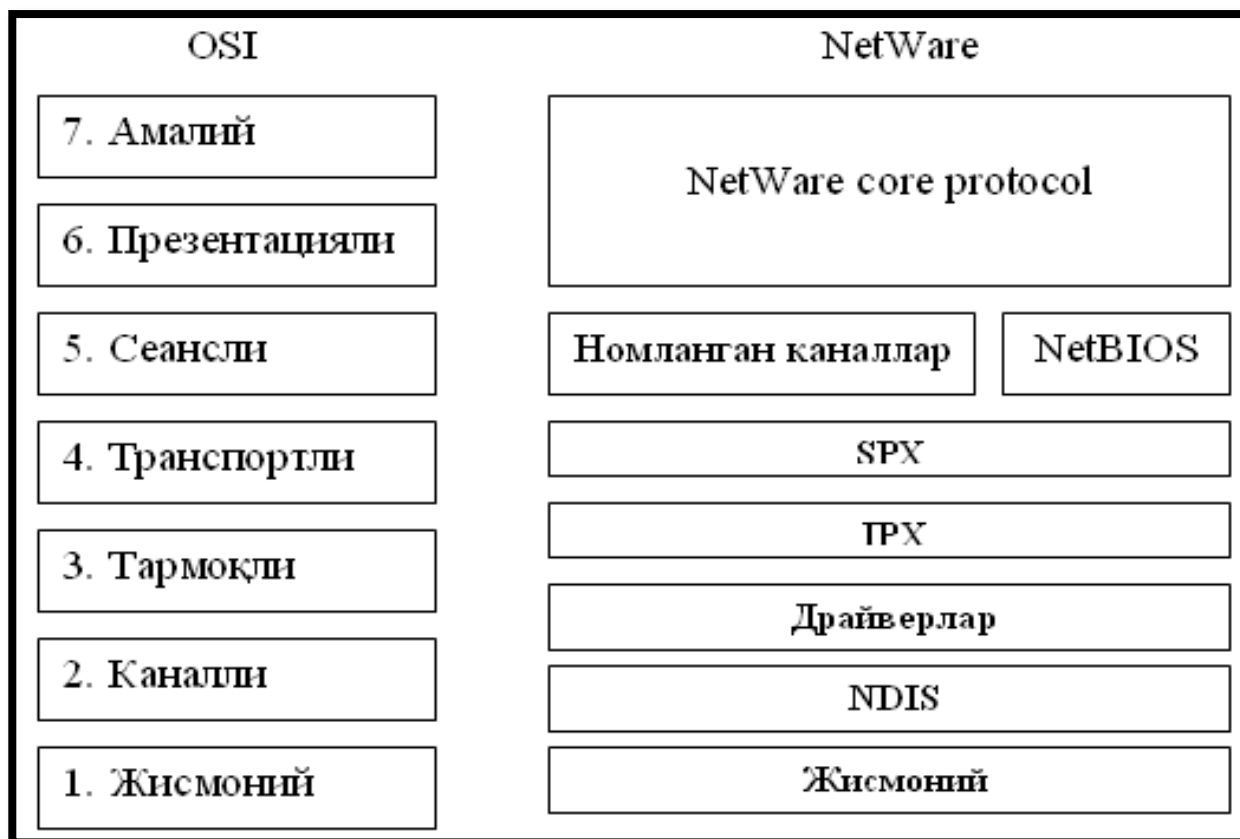 OSI
NetWare
7. Амалий
6. Презентацияли
5. Сеансли
4. Транспортли
3. Тармоқли
2. Каналли
1. Жисмоний
NetWare core protocol
Номланган каналлар
NetBIOS
SPX
IPX
Драйверлар
NDIS
Жисмоний